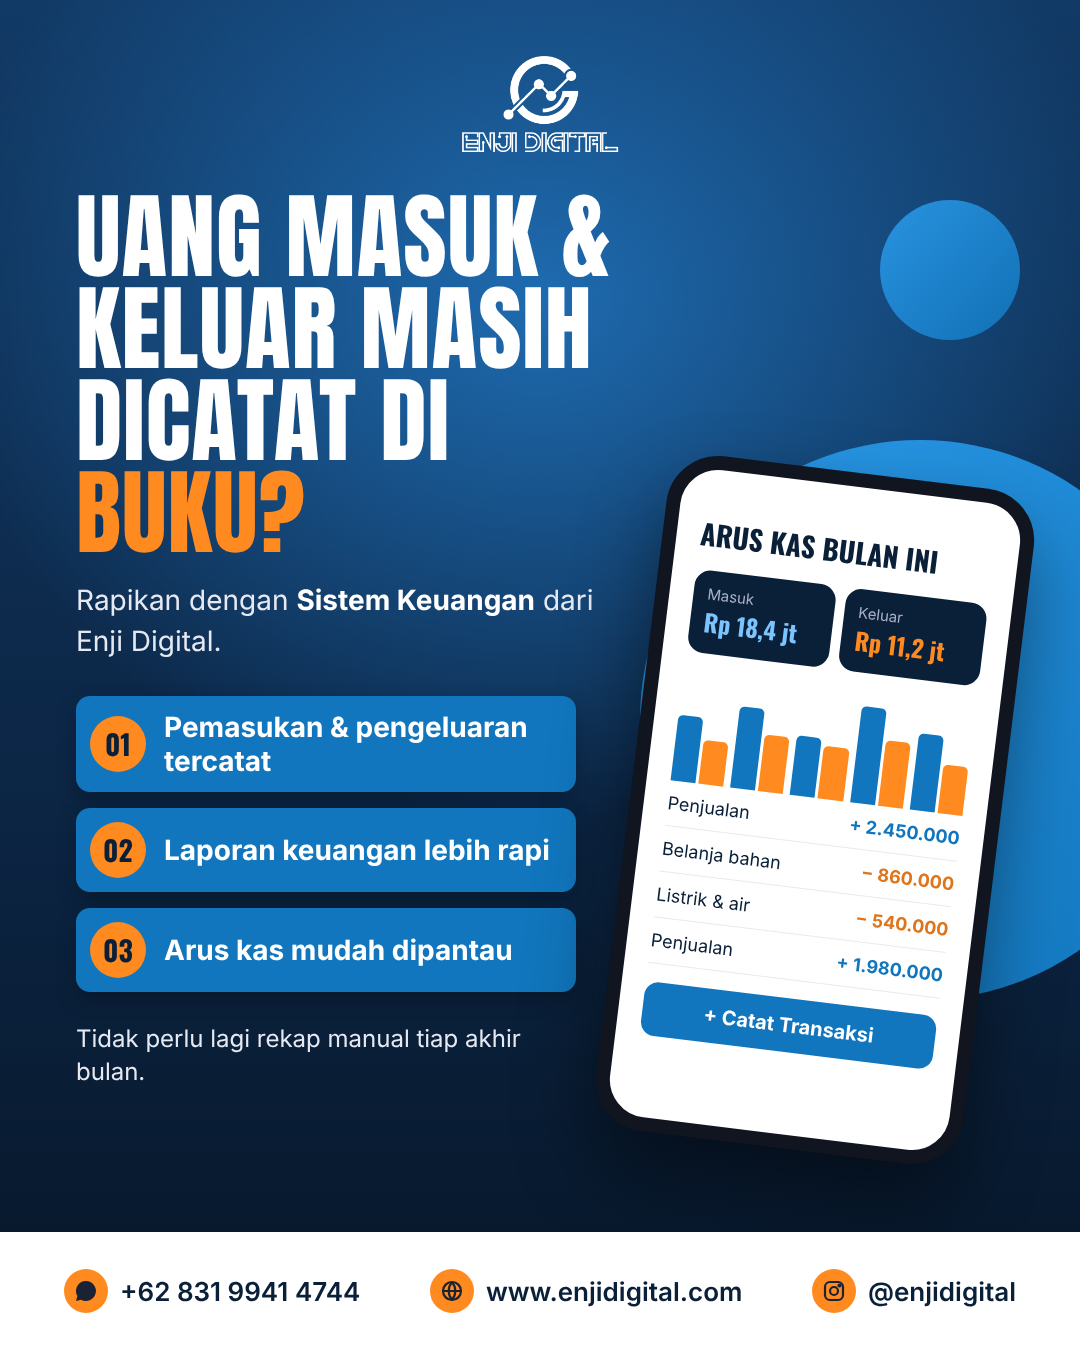 ENJI DIGITAL
UANG MASUK &
KELUAR MASIH
DICATAT DI
BUKU?
Rapikan dengan Sistem Keuangan dari
Enji Digital.
01 Pemasukan & pengeluaran
tercatat
02 Laporan keuangan lebih rapi
03 Arus kas mudah dipantau
Tidak perlu lagi rekap manual tiap akhir
bulan.
ARUS KAS BULAN INI
Masuk
Rp 18,4 jt
Keluar
Rp 11,2 jt
Penjualan + 2.450.000
Belanja bahan − 860.000
Listrik & air − 540.000
Penjualan + 1.980.000
+ Catat Transaksi
+62 831 9941 4744 www.enjidigital.com @enjidigital